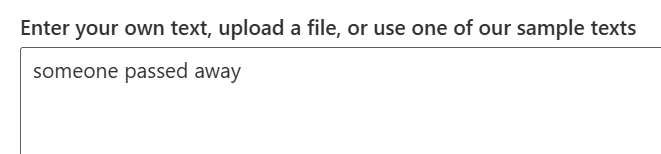 Enter your own text, upload a file, or use one of our sample texts
someone passed away